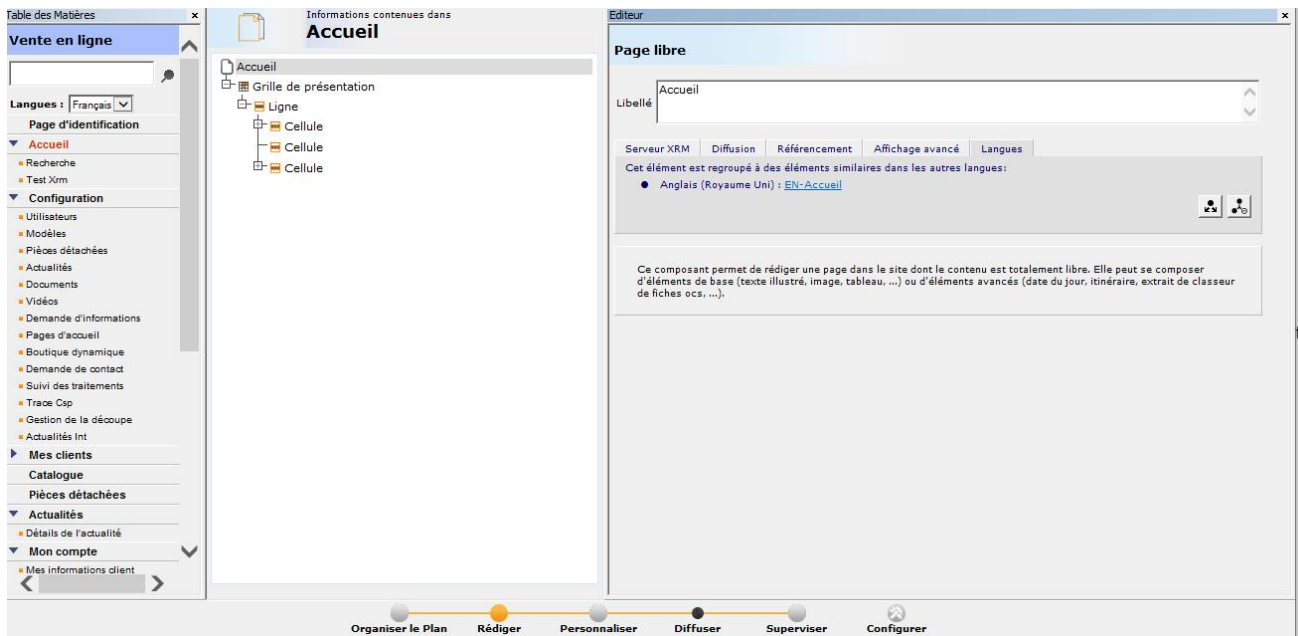 Table des Matières
Vente en ligne
Langues : Français
Page d'identification
Accueil
Recherche
Test Xrm
Configuration
Utilisateurs
Modèles
Pièces détachées
Actualités
Documents
Vidéos
Demande d'informations
Pages d'accueil
Boutique dynamique
Demande de contact
Suivi des traitements
Trace Csp
Gestion de la découpe
Actualités Int
Mes clients
Catalogue
Pièces détachées
Actualités
Détails de l'actualité
Mon compte
Mes informations client
Informations contenues dans
Accueil
Accueil
Grille de présentation
Ligne
Cellule
Cellule
Cellule
Editeur
Page libre
Libellé
Accueil
Serveur XRM Diffusion Référencement Affichage avancé Langues
Cet élément est regroupé à des éléments similaires dans les autres langues:
Anglais (Royaume Uni) : EN-Accueil
Ce composant permet de rédiger une page dans le site dont le contenu est totalement libre. Elle peut se composer
d'éléments de base (texte illustré, image, tableau, ...) ou d'éléments avancés (date du jour, itinéraire, extrait de classeur
de fiches ocs, ...).
Organiser le Plan Rédiger Personnaliser Diffuser Superviser Configurer